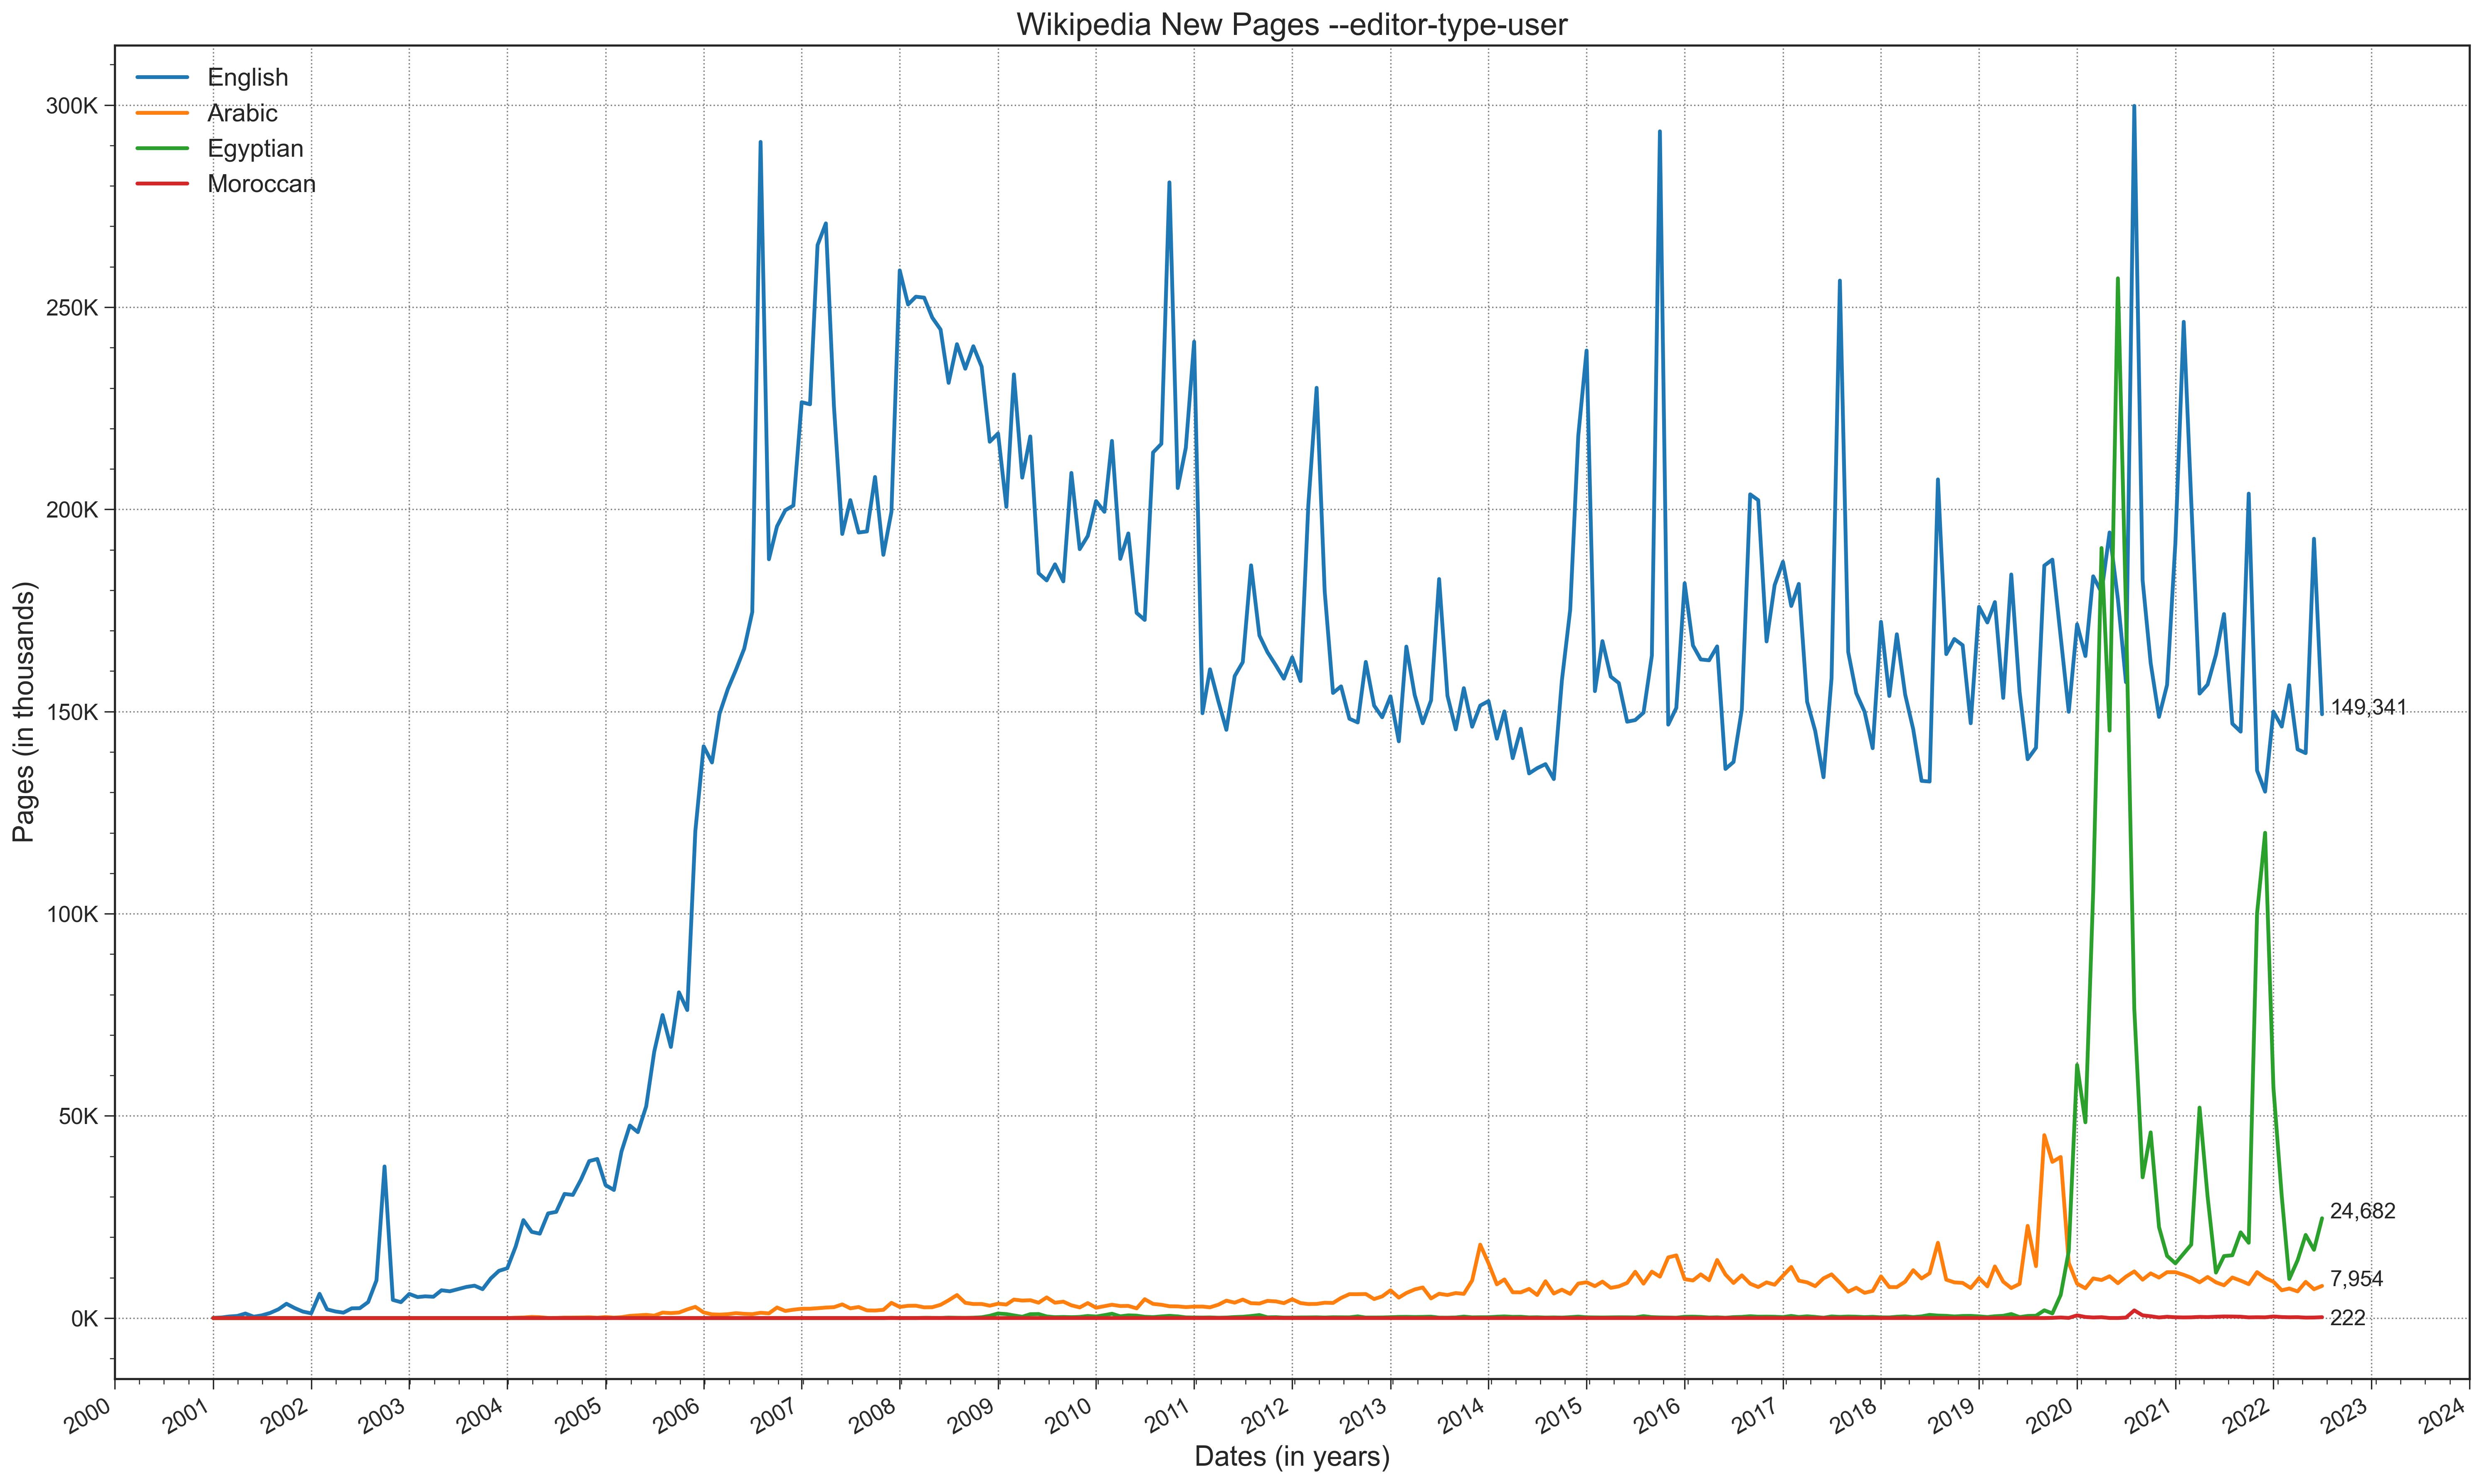 Wikipedia New Pages --editor-type-user
English
Arabic
Egyptian
Moroccan
300K
250K
200K
150K
100K
50K
0K
Pages (in thousands)
149,341
24,682
7,954
222
2000 2001 2002 2003 2004 2005 2006 2007 2008 2009 2010 2011 2012 2013 2014 2015 2016 2017 2018 2019 2020 2021 2022 2023 2024
Dates (in years)